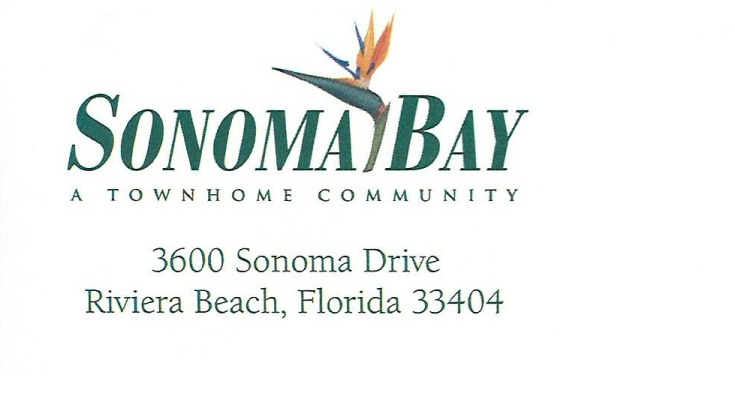 SONOMA BAY
A TOWNHOME COMMUNITY
3600 Sonoma Drive
Riviera Beach, Florida 33404